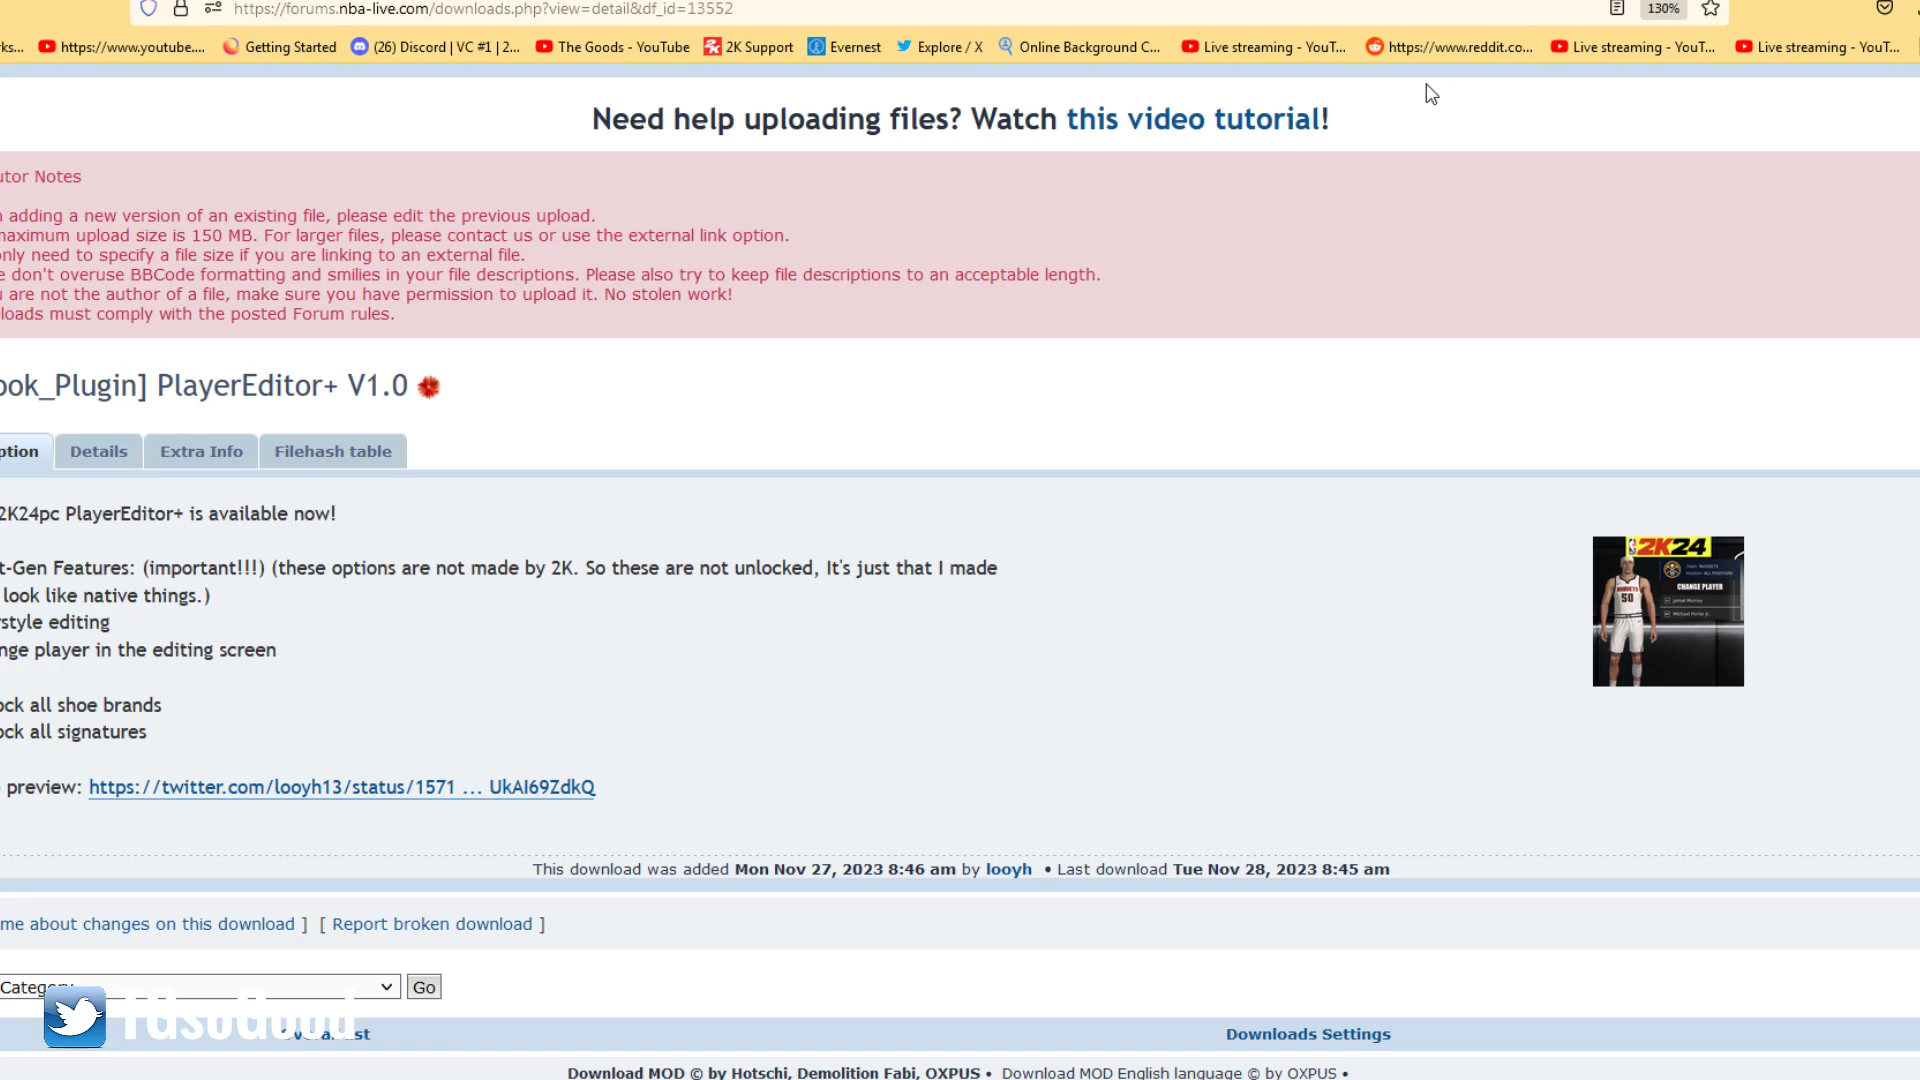 https://forums.nba-live.com/downloads.php?view=detail&df_id=13552
130%
ks... https://www.youtube.... Getting Started (26) Discord | VC #1 | 2... The Goods - YouTube 2K Support Evernest Explore / X Online Background C... Live streaming - YouT... https://www.reddit.co... Live streaming - YouT... Live streaming - YouT...
Need help uploading files? Watch this video tutorial!
utor Notes
adding a new version of an existing file, please edit the previous upload.
maximum upload size is 150 MB. For larger files, please contact us or use the external link option.
only need to specify a file size if you are linking to an external file.
e don't overuse BBCode formatting and smilies in your file descriptions. Please also try to keep file descriptions to an acceptable length.
u are not the author of a file, make sure you have permission to upload it. No stolen work!
loads must comply with the posted Forum rules.
ook_Plugin] PlayerEditor+ V1.0
ption Details Extra Info Filehash table
2K24pc PlayerEditor+ is available now!
t-Gen Features: (important!!!) (these options are not made by 2K. So these are not unlocked, It's just that I made
look like native things.)
style editing
nge player in the editing screen
ock all shoe brands
ock all signatures
preview: https://twitter.com/looyh13/status/1571 ... UkAI69ZdkQ
2K24
CHANGE PLAYER
Jamal Murray
Michael Porter Jr.
50
This download was added Mon Nov 27, 2023 8:46 am by looyh • Last download Tue Nov 28, 2023 8:45 am
me about changes on this download ] [ Report broken download ]
Category Go
Downloads Settings
Download MOD © by Hotschi, Demolition Fabi, OXPUS • Download MOD English language © by OXPUS •